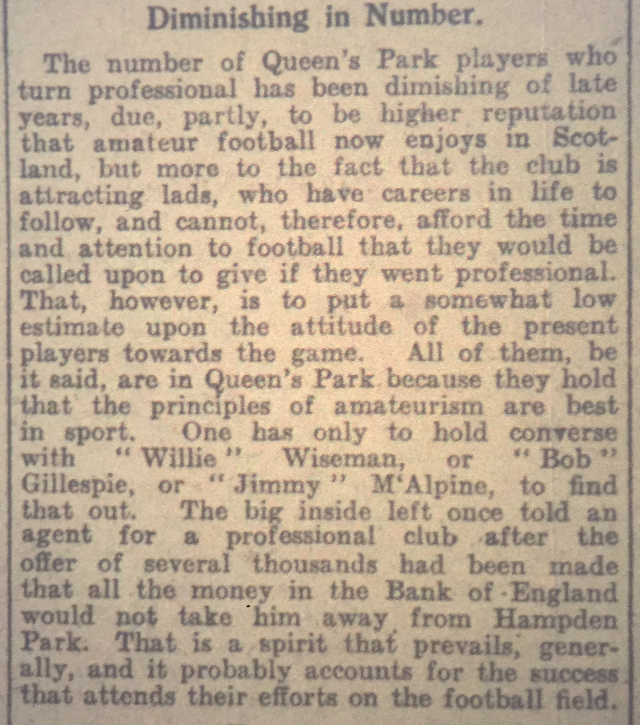 Diminishing in Number.
The number of Queen's Park players who
turn professional has been dimishing of late
years, due, partly, to be higher reputation
that amateur football now enjoys in Scot-
land, but more to the fact that the club is
attracting lads, who have careers in life to
follow, and cannot, therefore, afford the time
and attention to football that they would be
called upon to give if they went professional.
That, however, is to put a somewhat low
estimate upon the attitude of the present
players towards the game. All of them, be
it said, are in Queen's Park because they hold
that the principles of amateurism are best
in sport. One has only to hold converse
with "Willie" Wiseman, or "Bob"
Gillespie, or "Jimmy" M'Alpine, to find
that out. The big inside left once told an
agent for a professional club after the
offer of several thousands had been made
that all the money in the Bank of England
would not take him away from Hampden
Park. That is a spirit that prevails, gener-
ally, and it probably accounts for the success
that attends their efforts on the football field.